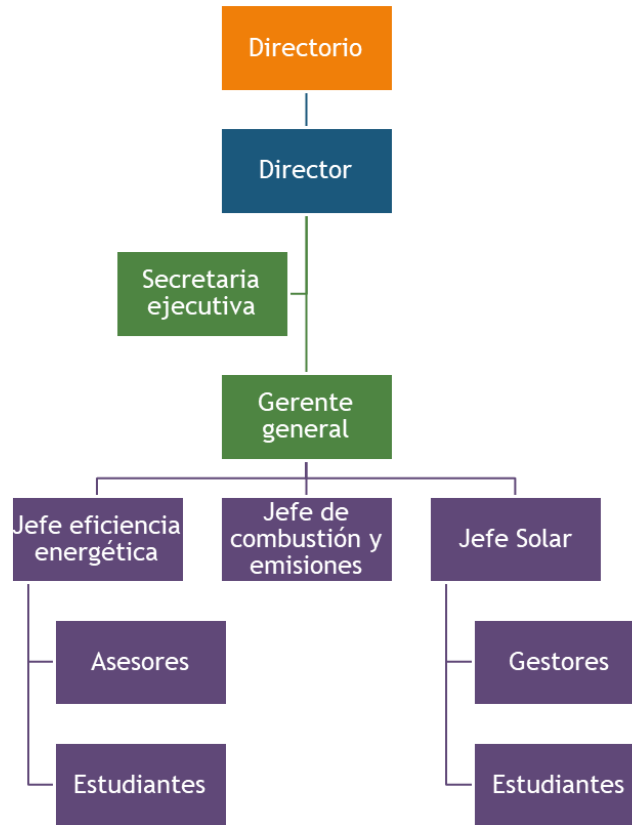 Directorio
Director
Secretaria
ejecutiva
Gerente
general
Jefe eficiencia
energética
Jefe de
combustión y
emisiones
Jefe Solar
Asesores
Gestores
Estudiantes
Estudiantes